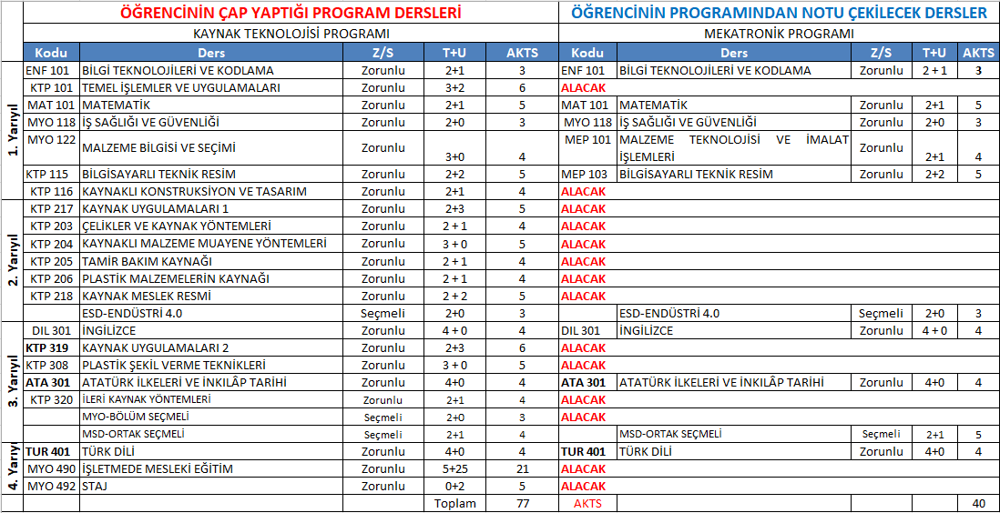 ÖĞRENCİNİN ÇAP YAPTIĞI PROGRAM DERSLERİ ÖĞRENCİNİN PROGRAMINDAN NOTU ÇEKİLECEK DERSLER
KAYNAK TEKNOLOJİSİ PROGRAMI MEKATRONİK PROGRAMI
Kodu Ders Z/S T+U AKTS Kodu Ders Z/S T+U AKTS
1. Yarıyıl
ENF 101 BİLGİ TEKNOLOJİLERİ VE KODLAMA Zorunlu 2+1 3 ENF 101 BİLGİ TEKNOLOJİLERİ VE KODLAMA Zorunlu 2 + 1 3
KTP 101 TEMEL İŞLEMLER VE UYGULAMALARI Zorunlu 3+2 6 ALACAK
MAT 101 MATEMATİK Zorunlu 2+1 5 MAT 101 MATEMATİK Zorunlu 2+1 5
MYO 118 İŞ SAĞLIĞI VE GÜVENLİĞİ Zorunlu 2+0 3 MYO 118 İŞ SAĞLIĞI VE GÜVENLİĞİ Zorunlu 2+0 3
MYO 122 MALZEME BİLGİSİ VE SEÇİMİ Zorunlu 3+0 4 MEP 101 MALZEME TEKNOLOJİSİ VE İMALAT
İŞLEMLERİ Zorunlu 2+1 4
KTP 115 BİLGİSAYARLI TEKNİK RESİM Zorunlu 2+2 5 MEP 103 BİLGİSAYARLI TEKNİK RESİM Zorunlu 2+2 5
KTP 116 KAYNAKLI KONSTRUKSİYON VE TASARIM Zorunlu 2+1 4 ALACAK
2. Yarıyıl
KTP 217 KAYNAK UYGULAMALARI 1 Zorunlu 2+3 5 ALACAK
KTP 203 ÇELİKLER VE KAYNAK YÖNTEMLERİ Zorunlu 2 + 1 4 ALACAK
KTP 204 KAYNAKLI MALZEME MUAYENE YÖNTEMLERİ Zorunlu 3 + 0 5 ALACAK
KTP 205 TAMİR BAKIM KAYNAĞI Zorunlu 2 + 1 4 ALACAK
KTP 206 PLASTİK MALZEMELERİN KAYNAĞI Zorunlu 2 + 1 4 ALACAK
KTP 218 KAYNAK MESLEK RESMİ Zorunlu 2 + 2 5 ALACAK
ESD-ENDÜSTRİ 4.0 Seçmeli 2+0 3 ESD-ENDÜSTRİ 4.0 Seçmeli 2+0 3
3. Yarıyıl
DIL 301 İNGİLİZCE Zorunlu 4 + 0 4 DIL 301 İNGİLİZCE Zorunlu 4 + 0 4
KTP 319 KAYNAK UYGULAMALARI 2 Zorunlu 2+3 6 ALACAK
KTP 308 PLASTİK ŞEKİL VERME TEKNİKLERİ Zorunlu 3 + 0 5 ALACAK
ATA 301 ATATÜRK İLKELERİ VE İNKILÂP TARİHİ Zorunlu 4+0 4 ATA 301 ATATÜRK İLKELERİ VE İNKILÂP TARİHİ Zorunlu 4+0 4
KTP 320 İLERİ KAYNAK YÖNTEMLERİ Zorunlu 2+1 4 ALACAK
MYO-BÖLÜM SEÇMELİ Seçmeli 2+0 3 ALACAK
MSD-ORTAK SEÇMELİ Seçmeli 2+1 4 MSD-ORTAK SEÇMELİ Seçmeli 2+1 5
4. Yarıyı
TUR 401 TÜRK DİLİ Zorunlu 4+0 4 TUR 401 TÜRK DİLİ Zorunlu 4+0 4
MYO 490 İŞLETMEDE MESLEKİ EĞİTİM Zorunlu 5+25 21 ALACAK
MYO 492 STAJ Zorunlu 0+2 5 ALACAK
Toplam 77 AKTS 40